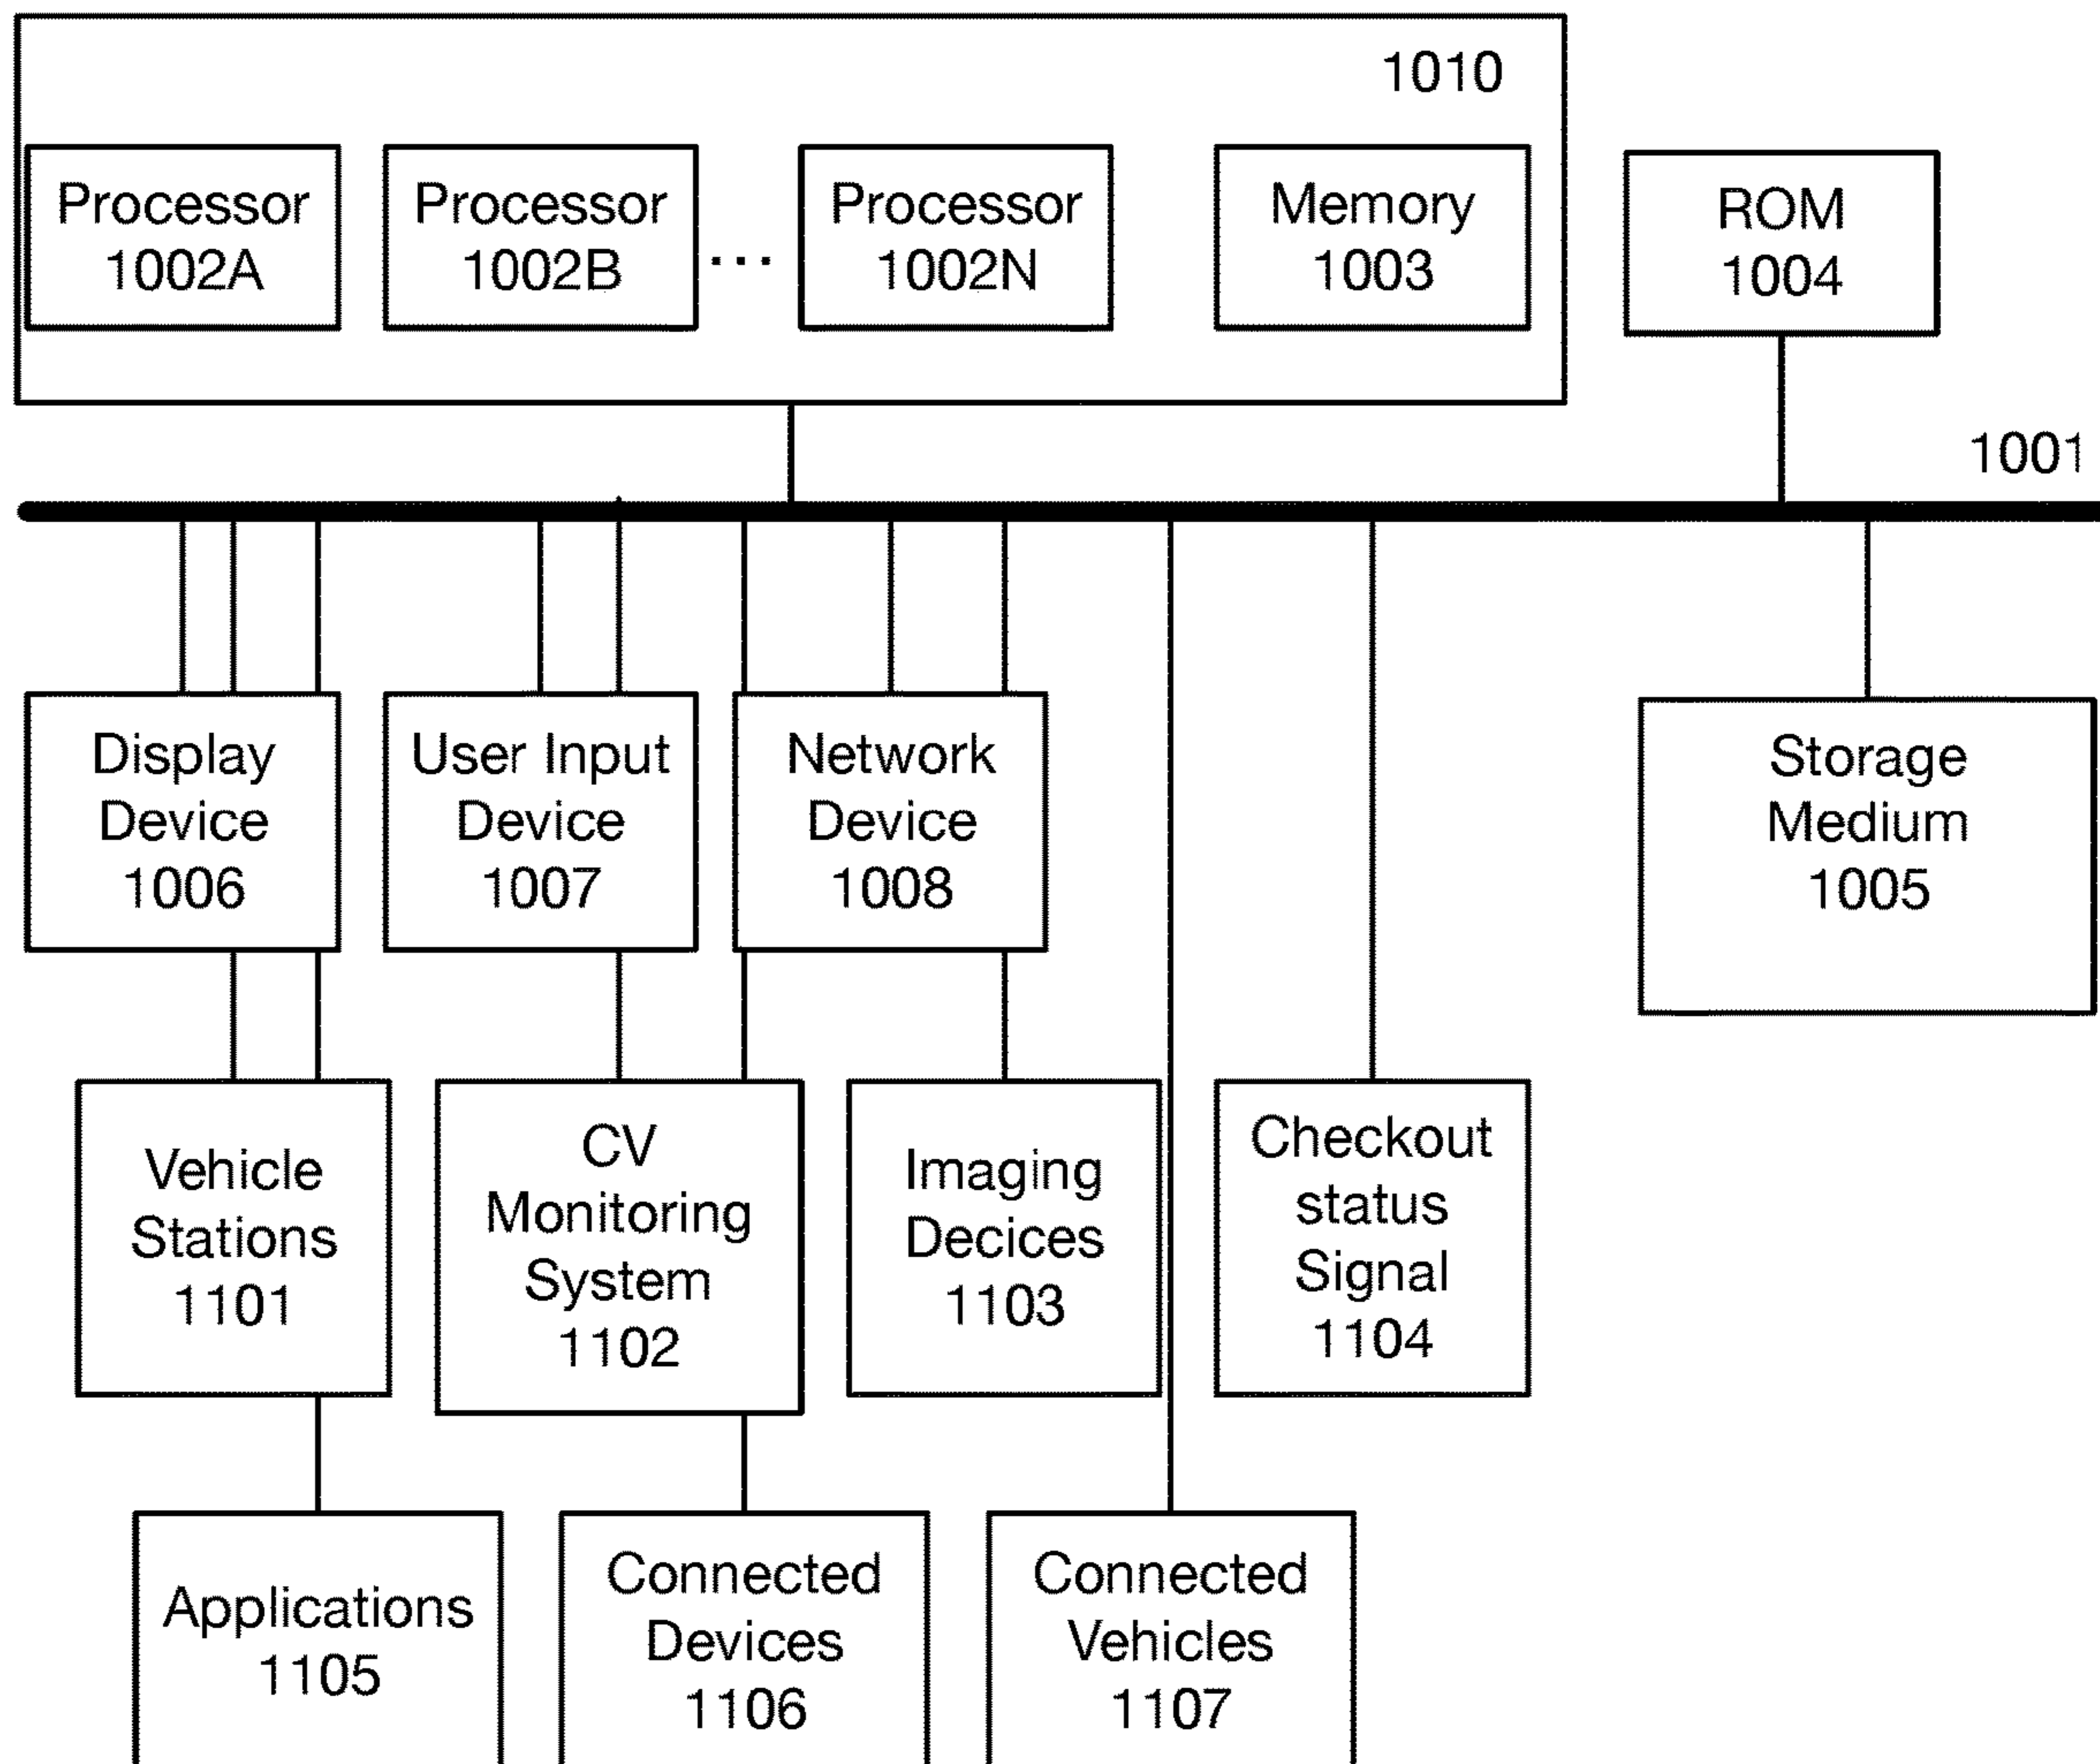 1010
Processor
1002A
Processor
1002B
...
Processor
1002N
Memory
1003
ROM
1004
1001
Display
Device
1006
User Input
Device
1007
Network
Device
1008
Storage
Medium
1005
Vehicle
Stations
1101
CV
Monitoring
System
1102
Imaging
Decices
1103
Checkout
status
Signal
1104
Applications
1105
Connected
Devices
1106
Connected
Vehicles
1107